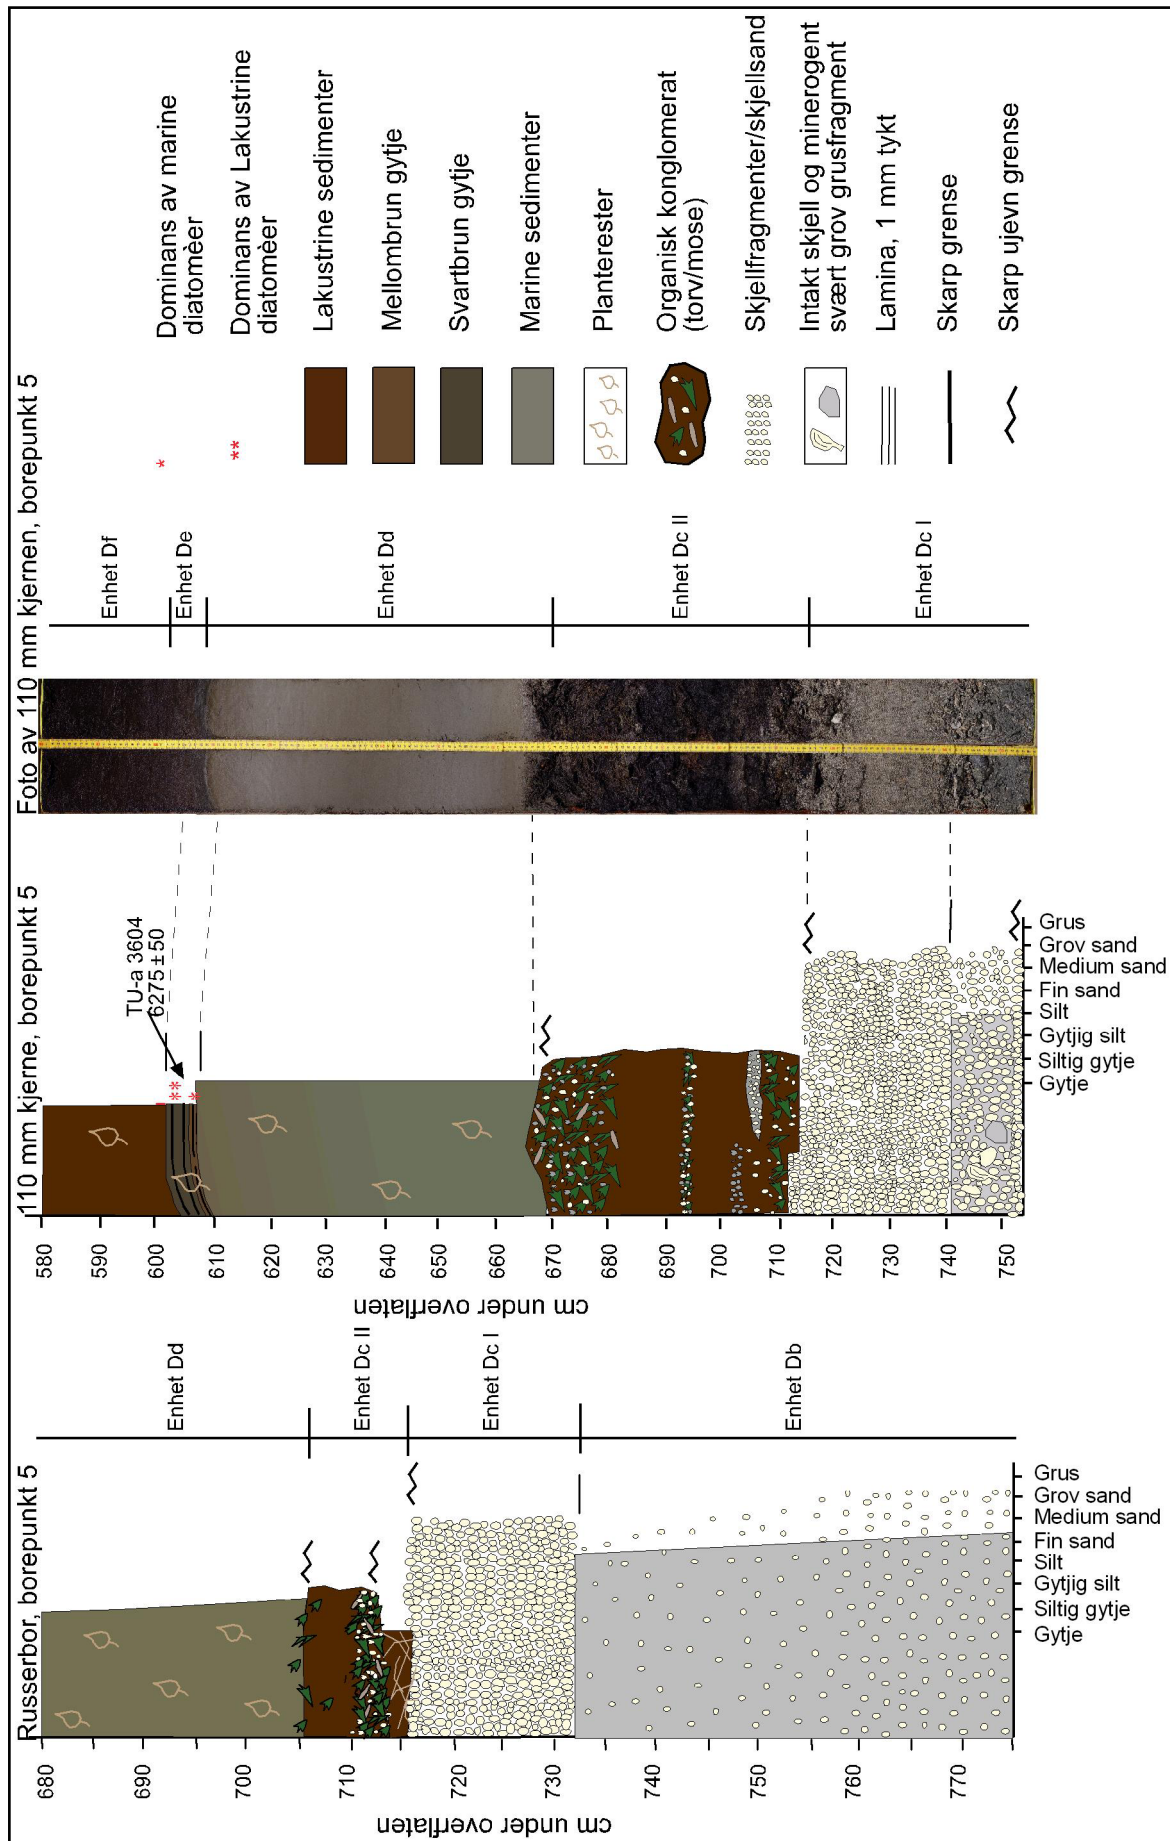 Russerbor, borepunkt 5
cm under overflaten
680
690
700
710
720
730
740
750
760
770
Enhet Dd
Enhet Dc II
Enhet Dc I
Enhet Db
Grus
Grov sand
Medium sand
Fin sand
Silt
Gytjig silt
Siltig gytje
Gytje
110 mm kjerne, borepunkt 5
cm under overflaten
580
590
600
610
620
630
640
650
660
670
680
690
700
710
720
730
740
750
TU-a 3604
6275±50
**
*
Grus
Grov sand
Medium sand
Fin sand
Silt
Gytjig silt
Siltig gytje
Gytje
Foto av 110 mm kjernen, borepunkt 5
Enhet Df
Enhet De
Enhet Dd
Enhet Dc II
Enhet Dc I
* Dominans av marine
diatomèer
** Dominans av Lakustrine
diatomèer
Lakustrine sedimenter
Mellombrun gytje
Svartbrun gytje
Marine sedimenter
Planterester
Organisk konglomerat
(torv/mose)
Skjellfragmenter/skjellsand
Intakt skjell og minerogent
svært grov grusfragment
Lamina, 1 mm tykt
Skarp grense
Skarp ujevn grense